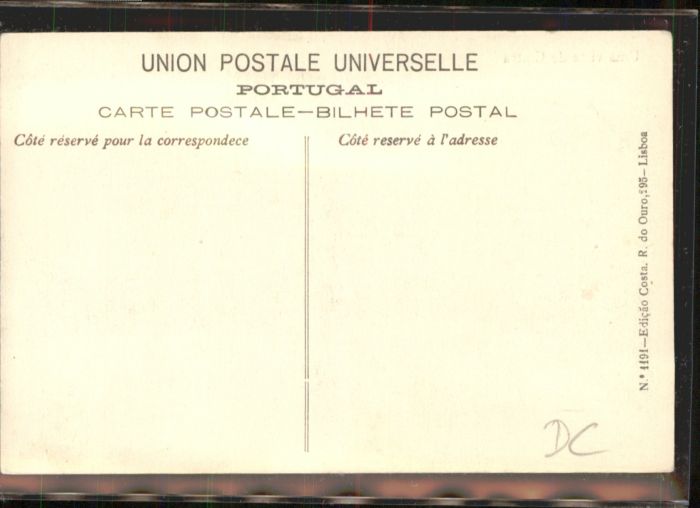 UNION POSTALE UNIVERSELLE
PORTUGAL
CARTE POSTALE—BILHETE POSTAL
Côté réservé pour la correspondece
Côté reservé à l'adresse
N.º 1191—Edição Costa. R. do Ouro, 295— Lisboa
DC